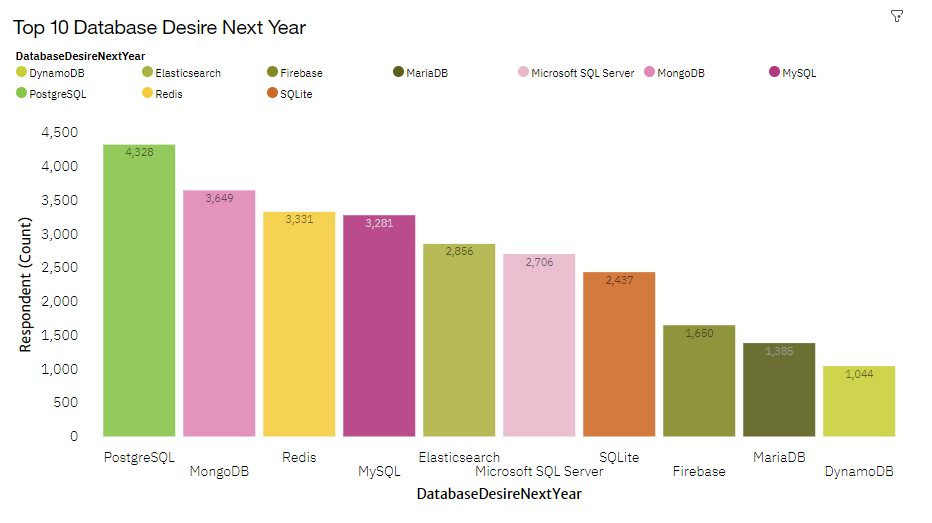 Top 10 Database Desire Next Year
DatabaseDesireNextYear
DynamoDB Elasticsearch Firebase MariaDB Microsoft SQL Server MongoDB MySQL
PostgreSQL Redis SQLite
4,500
4,000
3,500
3,000
2,500
2,000
1,500
1,000
500
0
Respondent (Count)
4,328
3,649
3,331
3,281
2,856
2,706
2,437
1,650
1,385
1,044
PostgreSQL Redis Elasticsearch SQLite MariaDB
MongoDB MySQL Microsoft SQL Server Firebase DynamoDB
DatabaseDesireNextYear